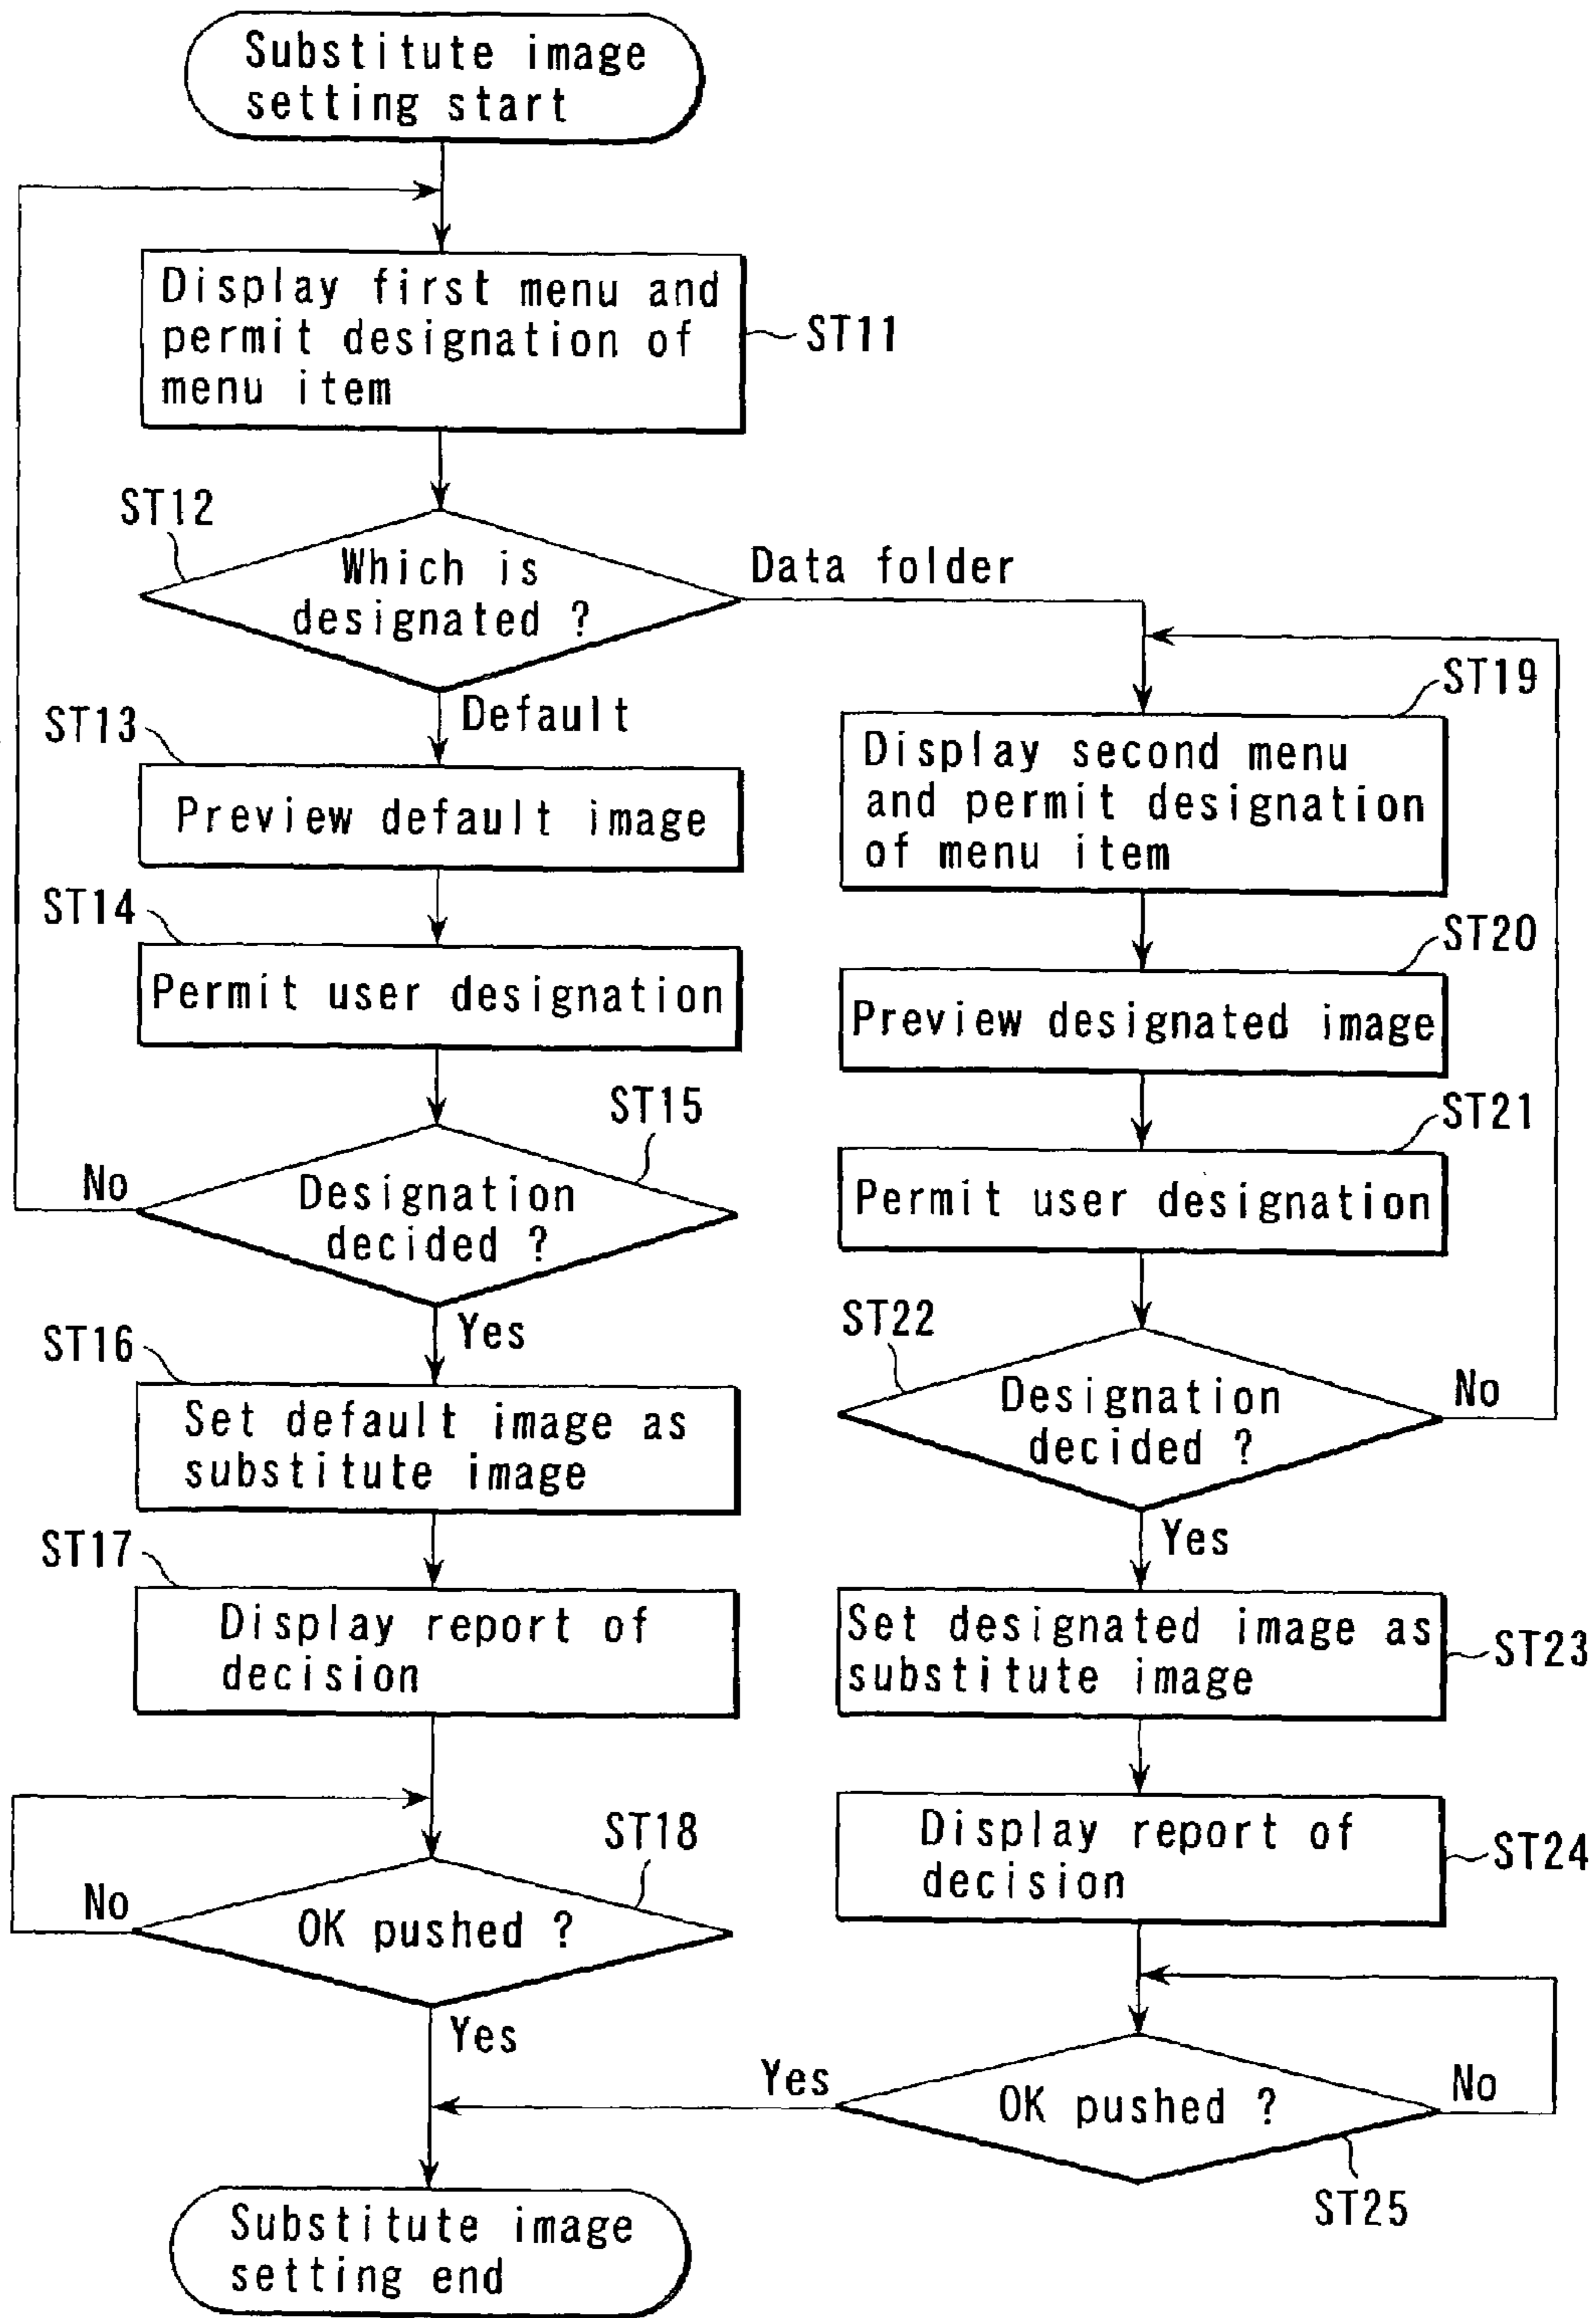 Substitute image
setting start
Display first menu and
permit designation of
menu item
ST11
ST12
Which is
designated ?
Data folder
Default
ST13
Preview default image
ST14
Permit user designation
ST15
Designation
decided ?
No
Yes
ST16
Set default image as
substitute image
ST17
Display report of
decision
ST18
OK pushed ?
No
Yes
ST19
Display second menu
and permit designation
of menu item
ST20
Preview designated image
ST21
Permit user designation
ST22
Designation
decided ?
No
Yes
Set designated image as
substitute image
ST23
Display report of
decision
ST24
OK pushed ?
Yes
No
ST25
Substitute image
setting end